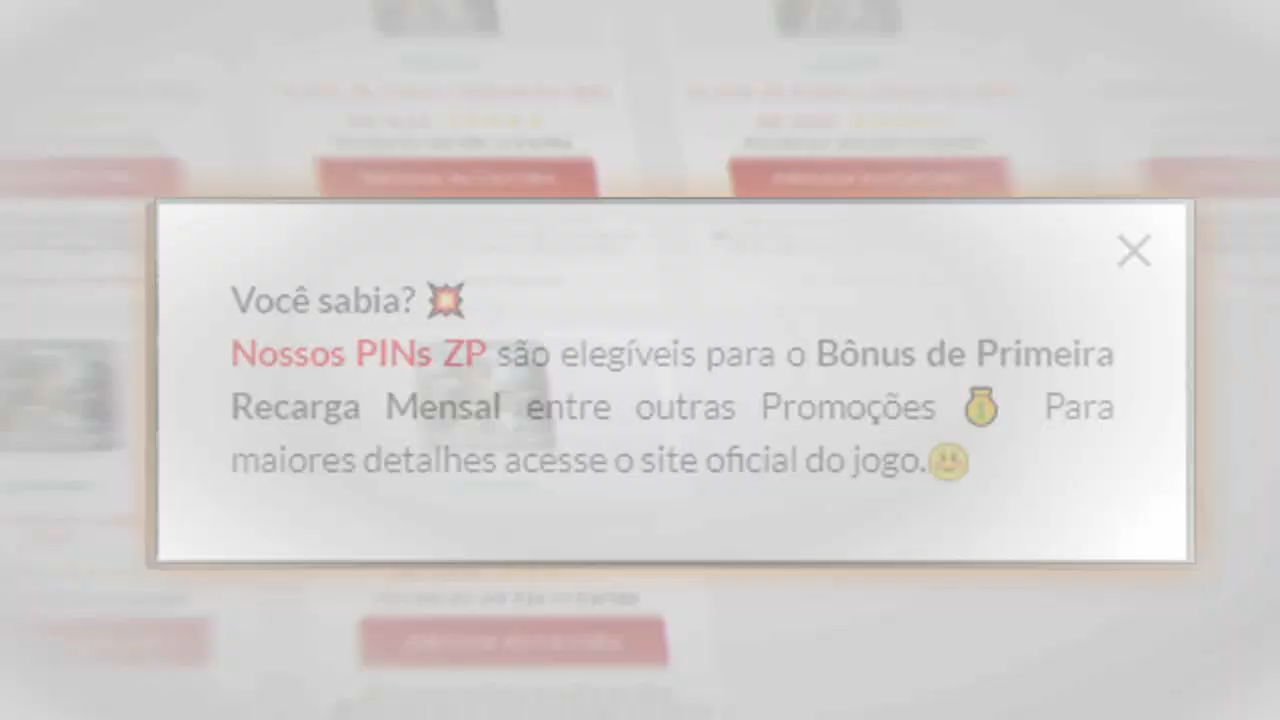 Você sabia? 💥
Nossos PINs ZP são elegíveis para o Bônus de Primeira
Recarga Mensal entre outras Promoções 💰 Para
maiores detalhes acesse o site oficial do jogo.🙂